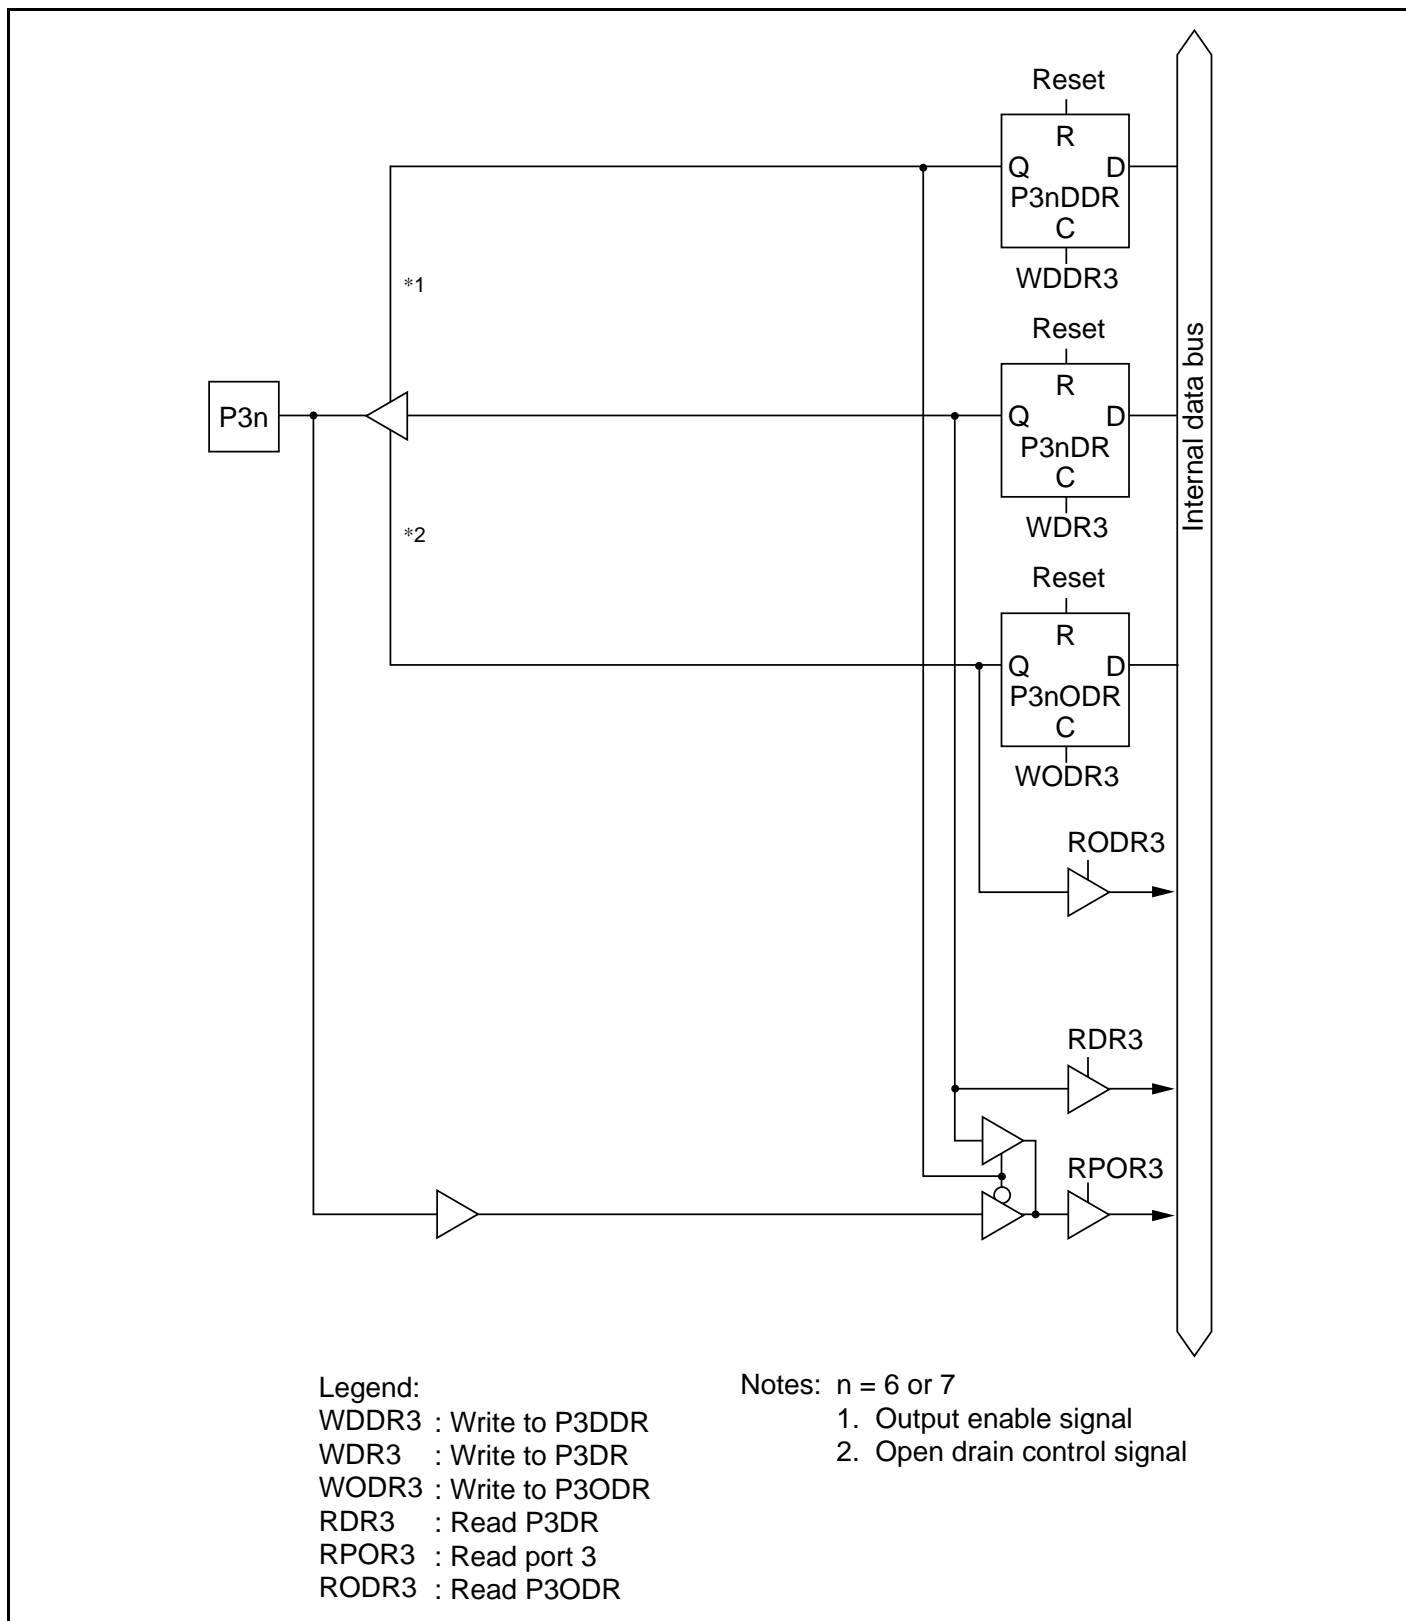 Reset
R
Q D
P3nDDR
C
WDDR3
*1
Reset
R
P3n
Q D
P3nDR
C
WDR3
*2
Internal data bus
Reset
R
Q D
P3nODR
C
WODR3
RODR3
RDR3
RPOR3
Legend:
WDDR3 : Write to P3DDR
WDR3 : Write to P3DR
WODR3 : Write to P3ODR
RDR3 : Read P3DR
RPOR3 : Read port 3
RODR3 : Read P3ODR
Notes: n = 6 or 7
1. Output enable signal
2. Open drain control signal